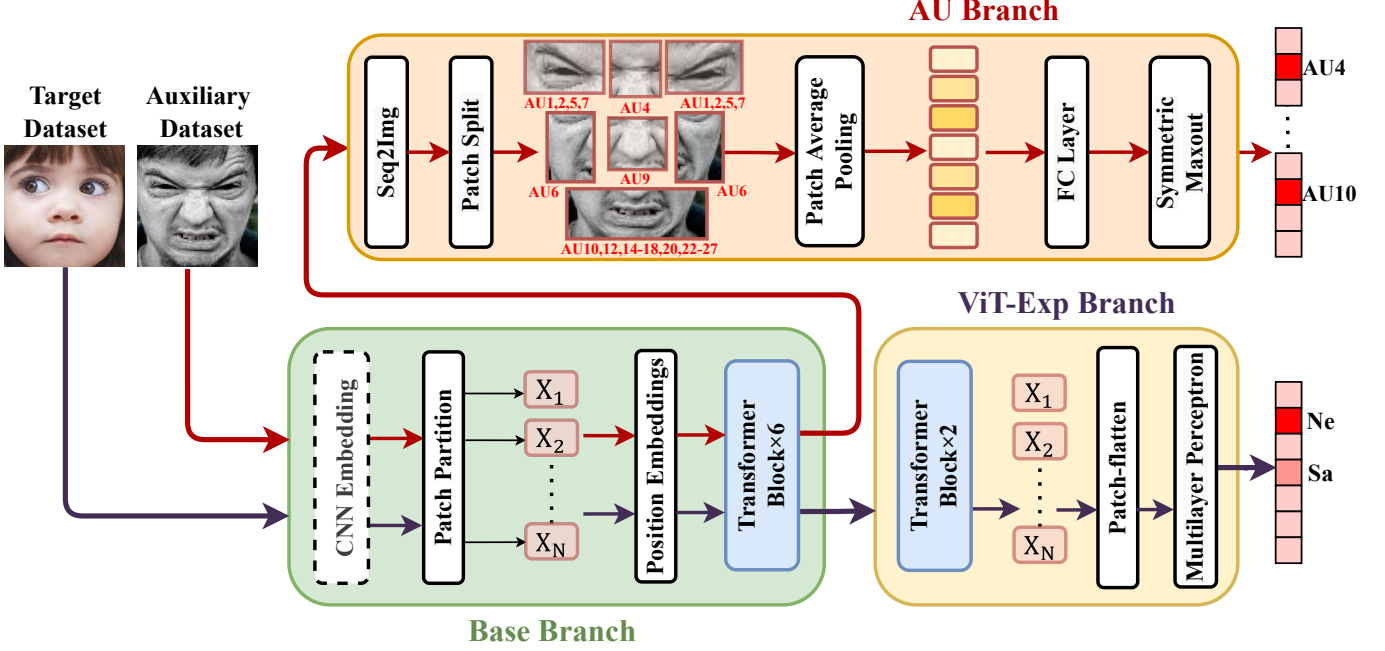 AU Branch
Target
Dataset
Auxiliary
Dataset
Seq2Img
Patch Split
AU1,2,5,7
AU4
AU1,2,5,7
AU6
AU9
AU6
AU10,12,14-18,20,22-27
Patch Average
Pooling
FC Layer
Symmetric
Maxout
AU4
AU10
ViT-Exp Branch
CNN Embedding
Patch Partition
X1
X2
XN
Position Embeddings
Transformer
Block×6
Transformer
Block×2
X1
X2
XN
Patch-flatten
Multilayer Perceptron
Ne
Sa
Base Branch